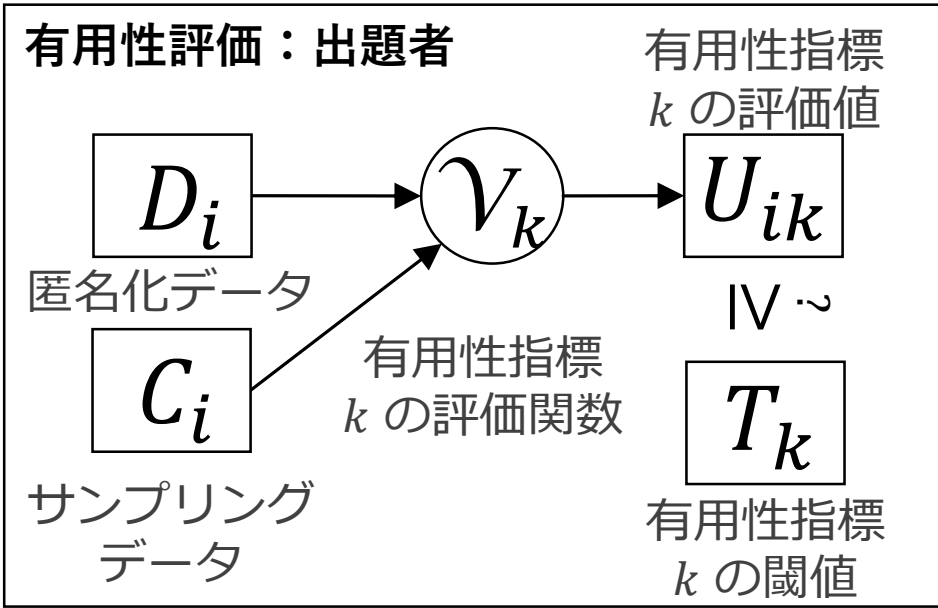 有用性評価：出題者
有用性指標
k の評価値
D_i
𝒱_k
U_ik
匿名化データ
≥ ?
有用性指標
k の評価関数
C_i
T_k
サンプリング
データ
有用性指標
k の閾値